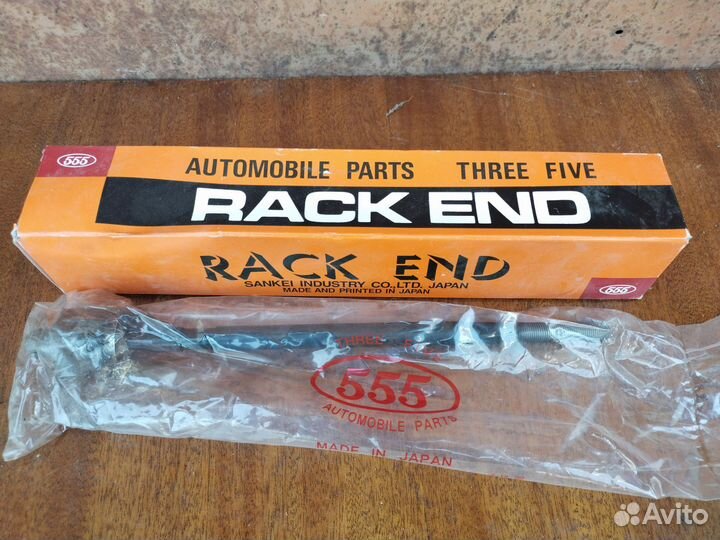 555
AUTOMOBILE PARTS THREE FIVE
RACK END
RACK END
SANKEI INDUSTRY CO.,LTD. JAPAN
MADE AND PRINTED IN JAPAN
555
THREE
555
AUTOMOBILE PARTS
MADE IN JAPAN
Avito